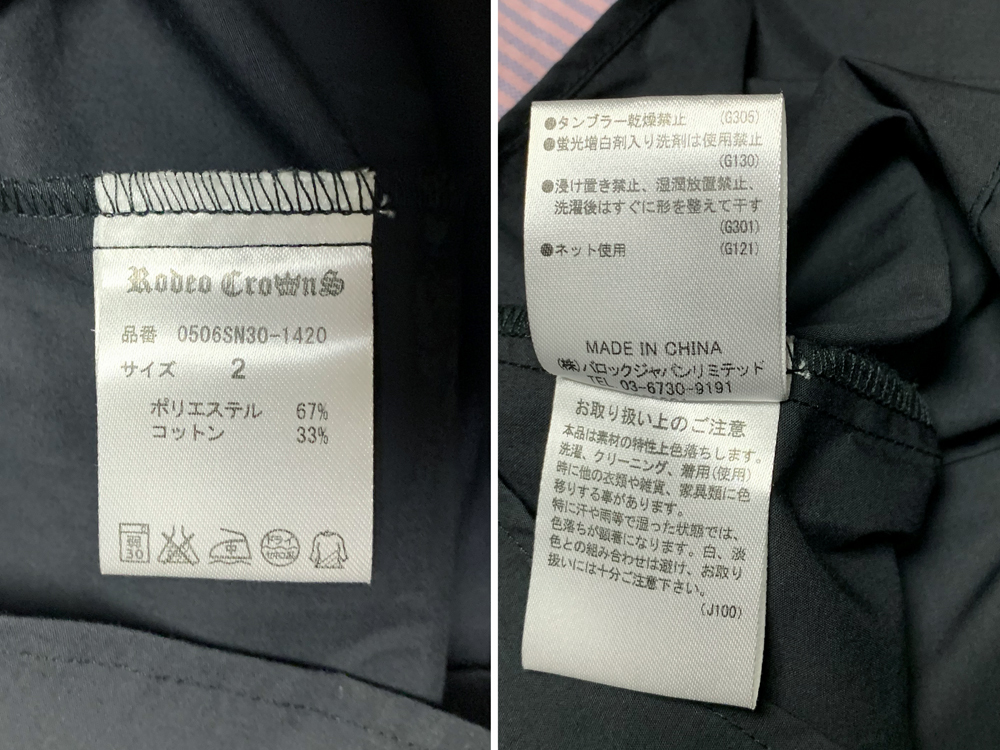 Rodeo CroWnS
品番 0506SN30-1420
サイズ 2
ポリエステル 67%
コットン 33%
弱
30
中
ドライ
セキユ系
●タンブラー乾燥禁止 (G305)
●蛍光増白剤入り洗剤は使用禁止
(G130)
●浸け置き禁止、湿潤放置禁止、
洗濯後はすぐに形を整えて干す
(G301)
●ネット使用 (G121)
MADE IN CHINA
(株)バロックジャパンリミテッド
TEL 03-6730-9191
お取り扱い上のご注意
本品は素材の特性上色落ちします。
洗濯、クリーニング、着用(使用)
時に他の衣類や雑貨、家具類に色
移りする事があります。
特に汗や雨等で湿った状態では、
色落ちが顕著になります。白、淡
色との組み合わせは避け、お取り
扱いには十分ご注意下さい。
(J100)